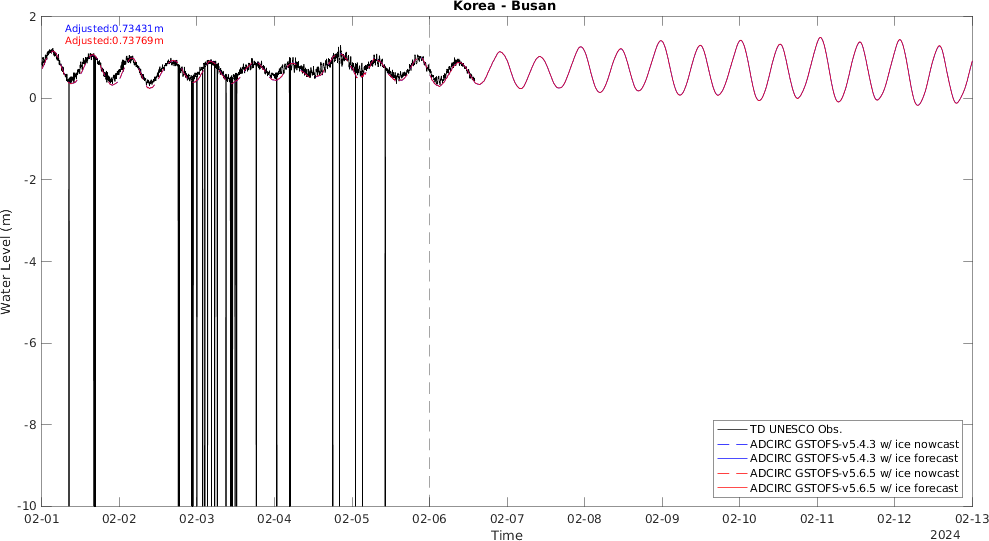 Korea - Busan
Adjusted:0.73431m
Adjusted:0.73769m
Water Level (m)
2
0
-2
-4
-6
-8
-10
TD UNESCO Obs.
ADCIRC GSTOFS-v5.4.3 w/ ice nowcast
ADCIRC GSTOFS-v5.4.3 w/ ice forecast
ADCIRC GSTOFS-v5.6.5 w/ ice nowcast
ADCIRC GSTOFS-v5.6.5 w/ ice forecast
02-01 02-02 02-03 02-04 02-05 02-06 02-07 02-08 02-09 02-10 02-11 02-12 02-13
Time
2024